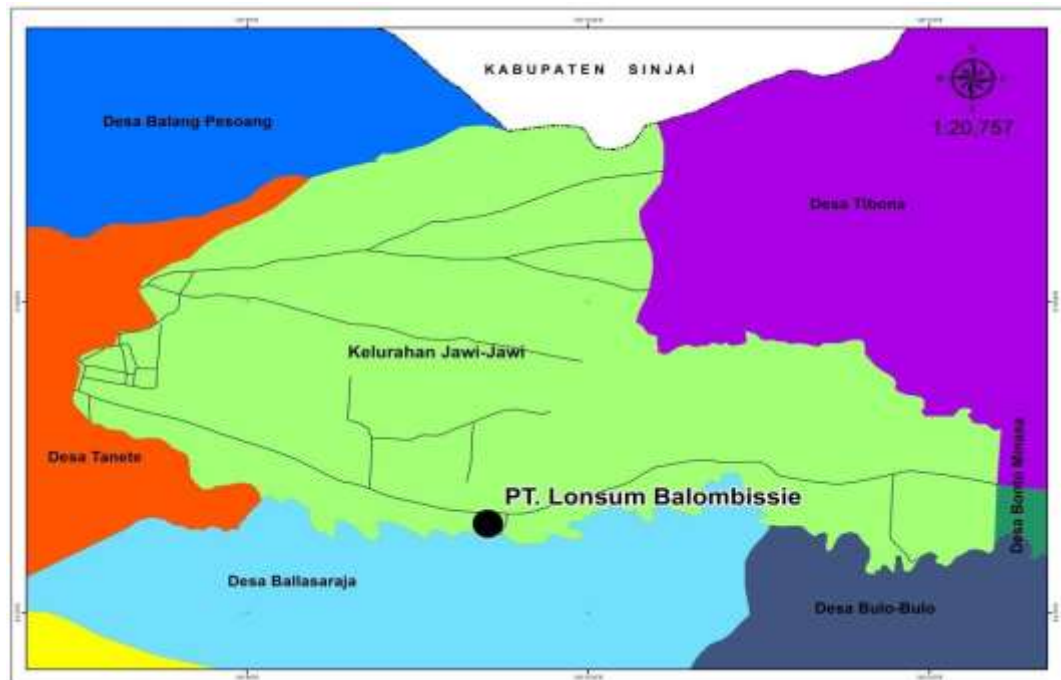 KABUPATEN SINJAI
1:20,757
Desa Balang Pesoang
Desa Tibona
Kelurahan Jawi-Jawi
Desa Tanete
PT. Lonsum Balombissie
Desa Bonto Minasa
Desa Ballasaraja
Desa Bulo-Bulo